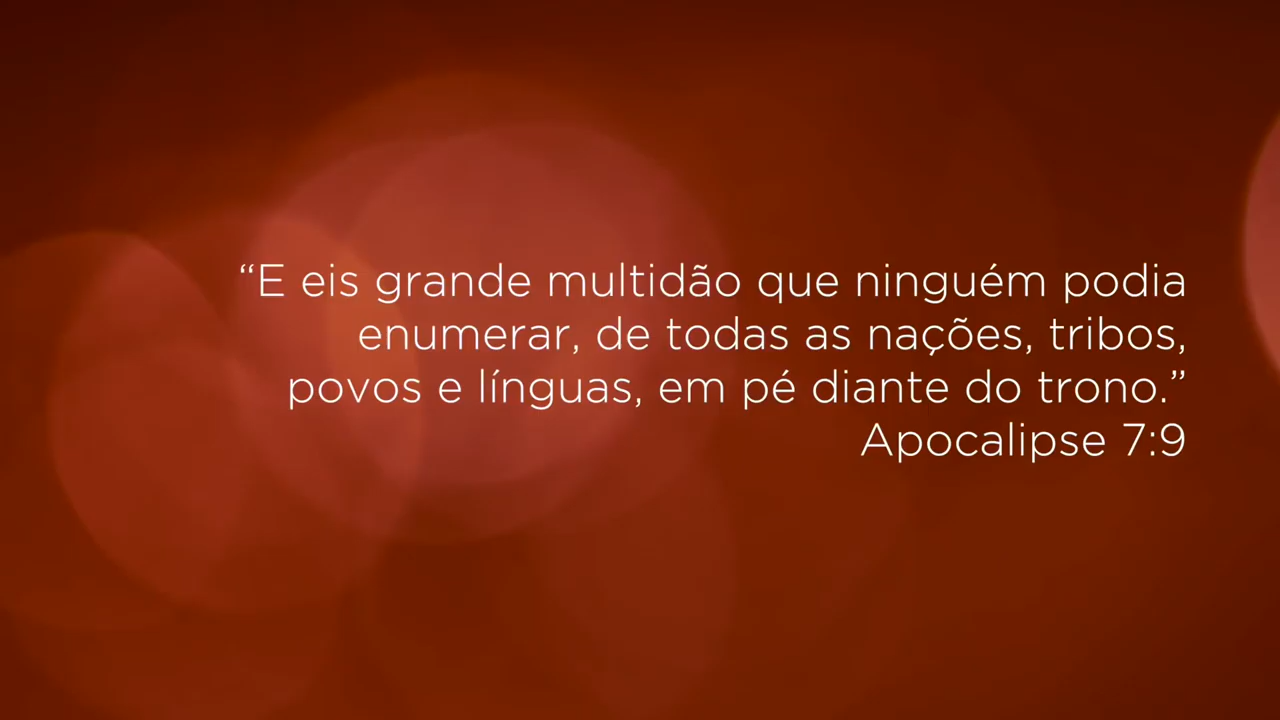 “E eis grande multidão que ninguém podia
enumerar, de todas as nações, tribos,
povos e línguas, em pé diante do trono.”
Apocalipse 7:9